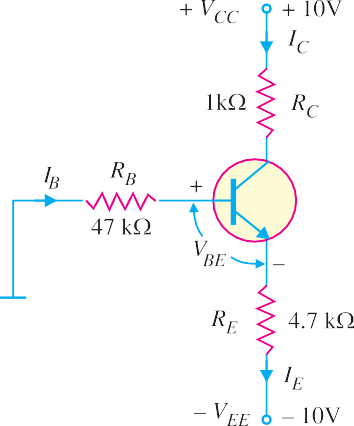 + V_CC + 10V
I_C
1kΩ R_C
I_B R_B +
47 kΩ
V_BE –
R_E 4.7 kΩ
I_E
– V_EE – 10V